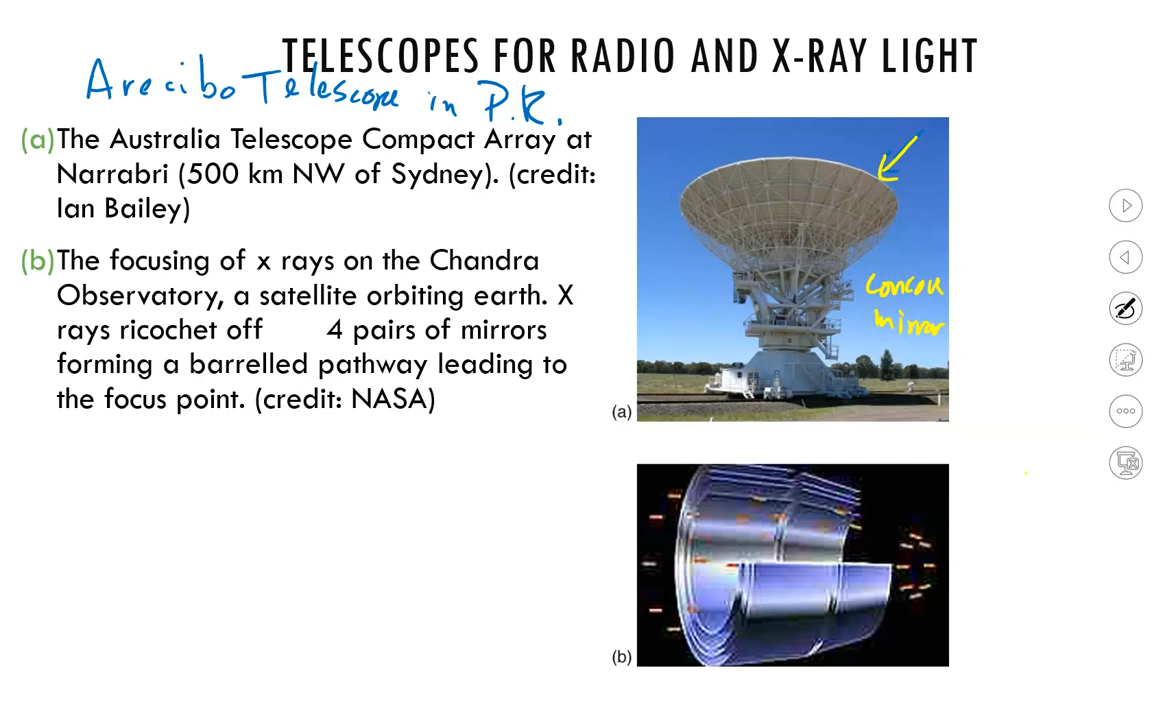 TELESCOPES FOR RADIO AND X-RAY LIGHT
Arecibo Telescope in P.R.
(a) The Australia Telescope Compact Array at
Narrabri (500 km NW of Sydney). (credit:
Ian Bailey)
(b) The focusing of x rays on the Chandra
Observatory, a satellite orbiting earth. X
rays ricochet off 4 pairs of mirrors
forming a barrelled pathway leading to
the focus point. (credit: NASA)
Concave
mirror
(a)
(b)